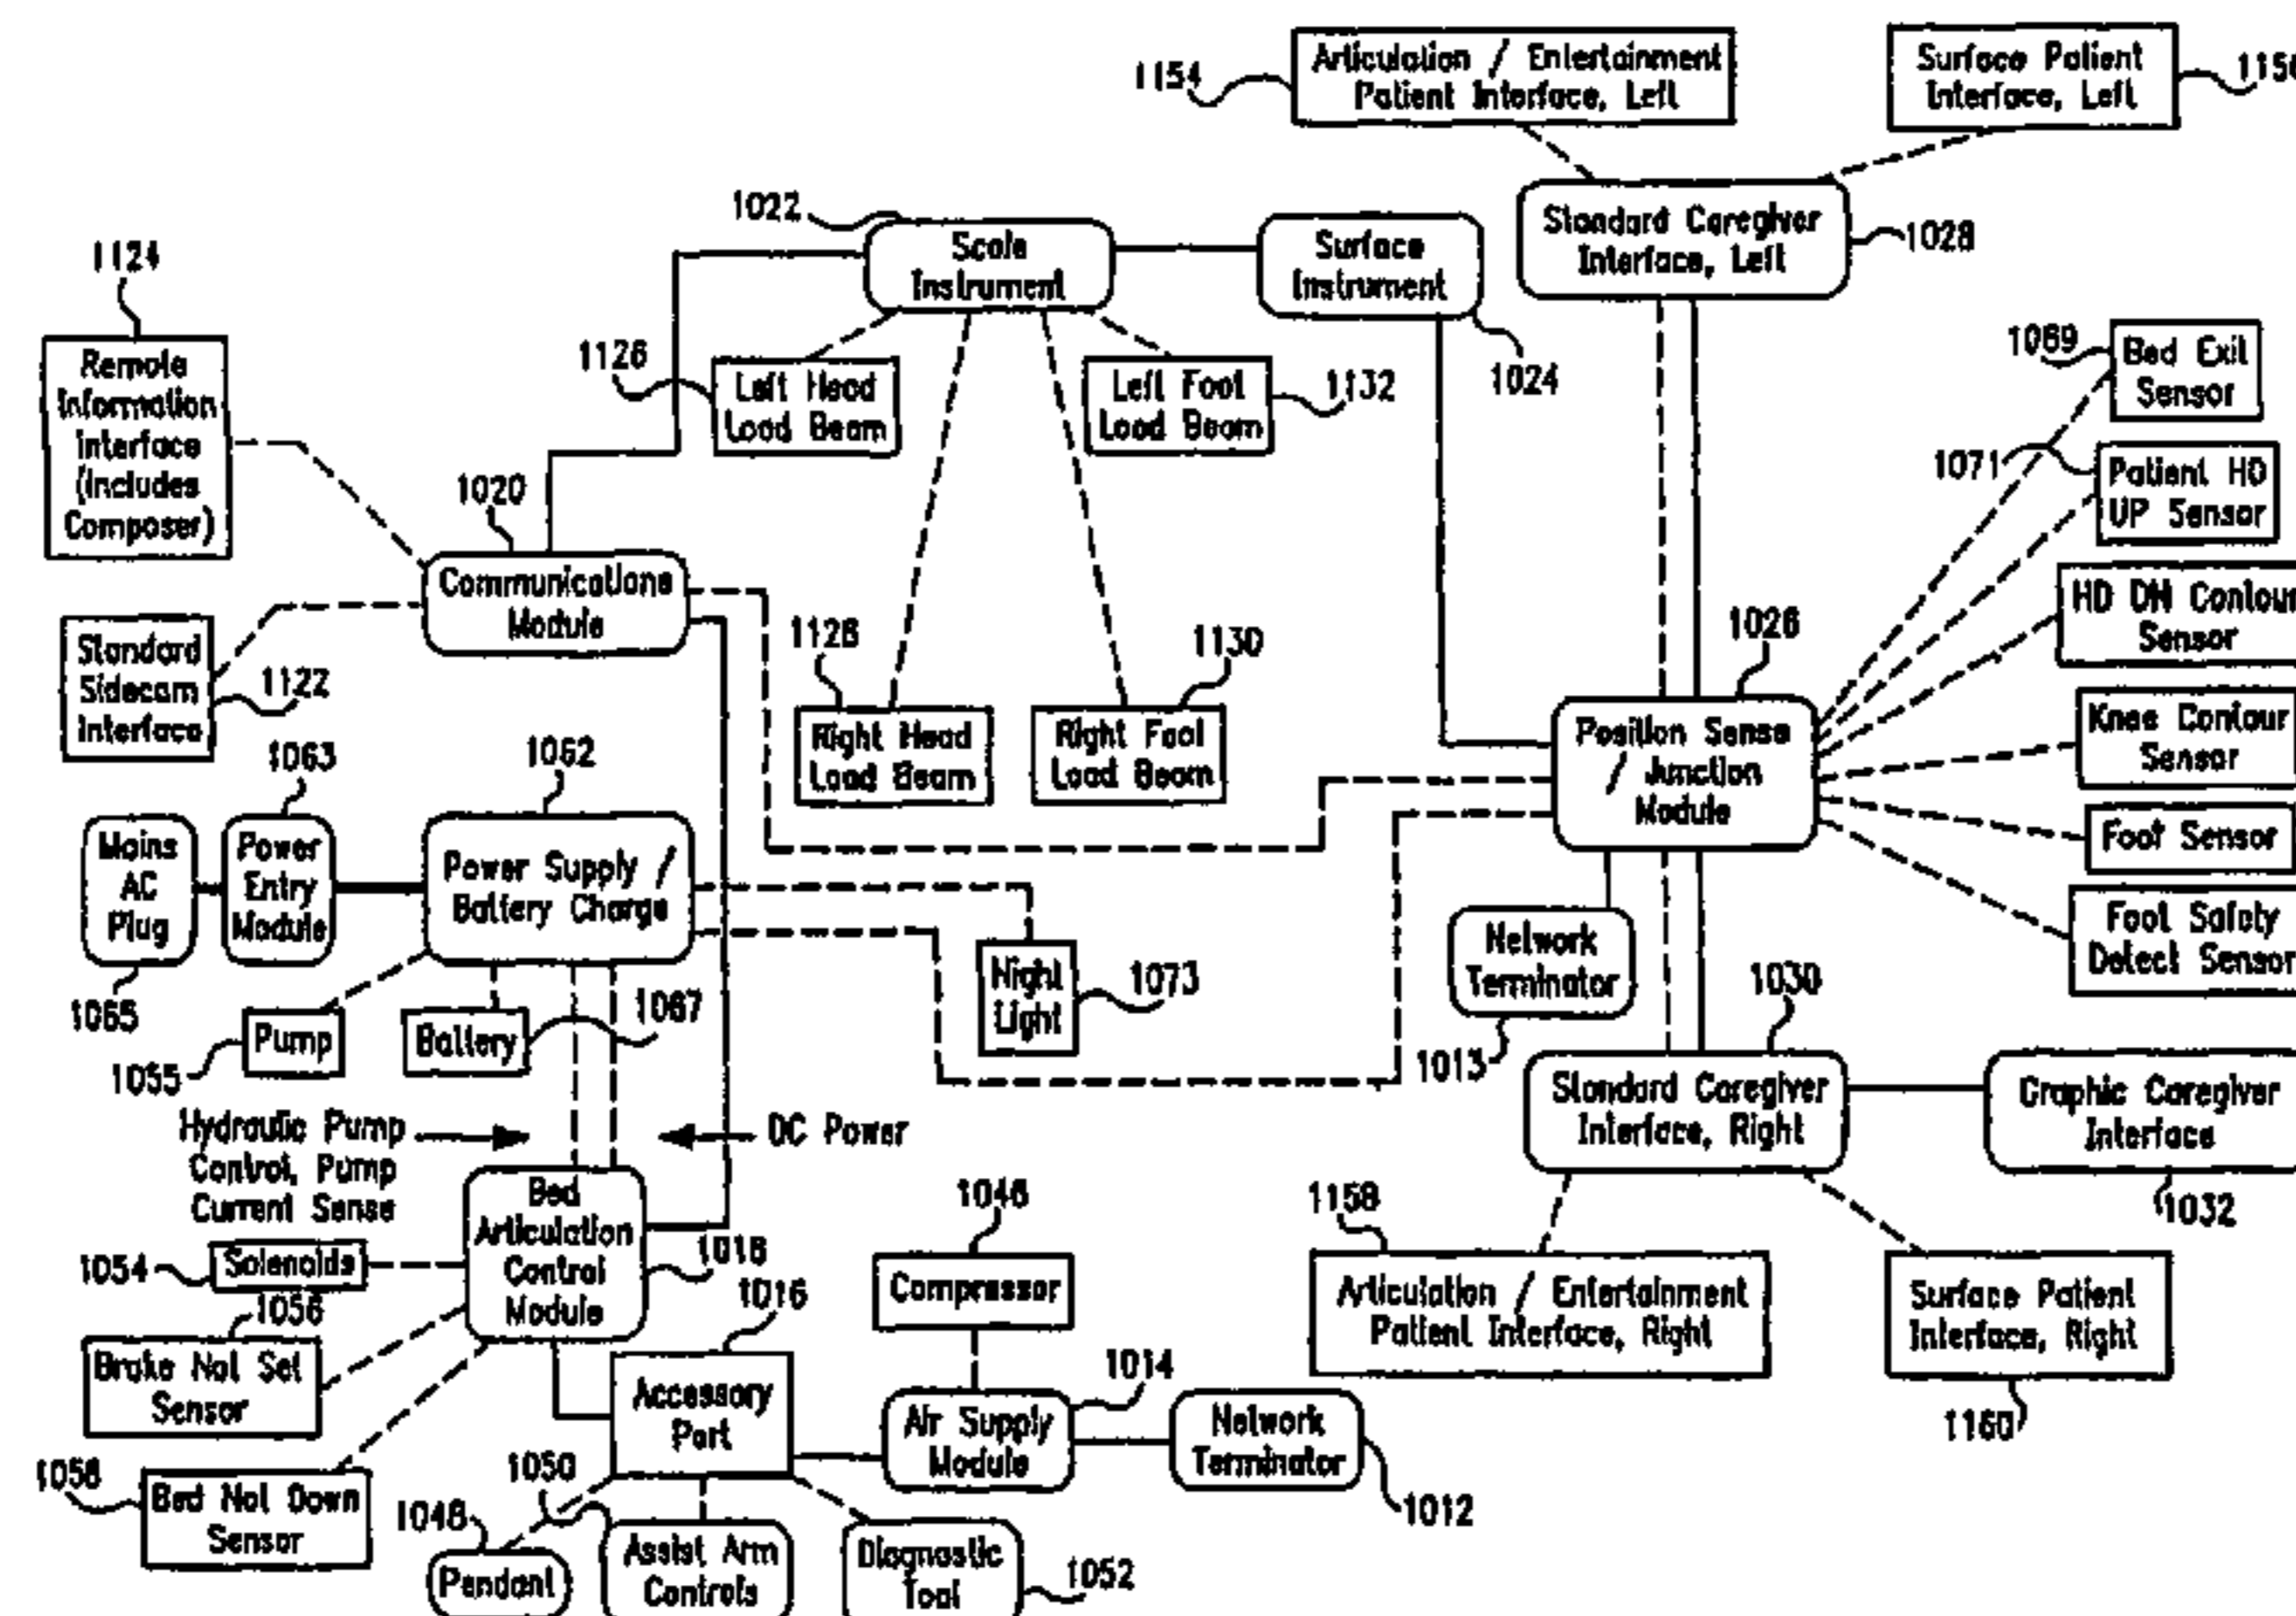 1154
Articulation / Entertainment
Patient Interface, Left
Surface Patient
Interface, Left
1022
Scale
Instrument
Surface
Instrument
1024
Standard Caregiver
Interface, Left
1028
1124
Remote
Information
Interface
(Includes
Composer)
1126
Left Head
Load Beam
Left Foot
Load Beam
1132
1069
Bed Exit
Sensor
1071
Patient HD
UP Sensor
HD DN Contour
Sensor
Knee Contour
Sensor
Foot Sensor
Foot Safety
Detect Sensor
1020
Communications
Module
Standard
Sidecom
Interface
1122
Right Head
Load Beam
1130
Right Foot
Load Beam
1026
Position Sense
/ Junction
Module
1063
1062
Mains
AC
Plug
1065
Power
Entry
Module
Power Supply /
Battery Charge
Pump
1055
Battery
1067
Night
Light
1073
Network
Terminator
1013
1030
Standard Caregiver
Interface, Right
Graphic Caregiver
Interface
1032
Hydraulic Pump
Control, Pump
Current Sense
DC Power
Bed
Articulation
Control
Module
1018
Solenoids
1054
1056
Brake Not Set
Sensor
1058
Bed Not Down
Sensor
1016
Accessory
Port
1046
Compressor
1014
Air Supply
Module
Network
Terminator
1012
1158
Articulation / Entertainment
Patient Interface, Right
Surface Patient
Interface, Right
1160
1050
1048
Pendant
Assist Arm
Controls
Diagnostic
Tool
1052